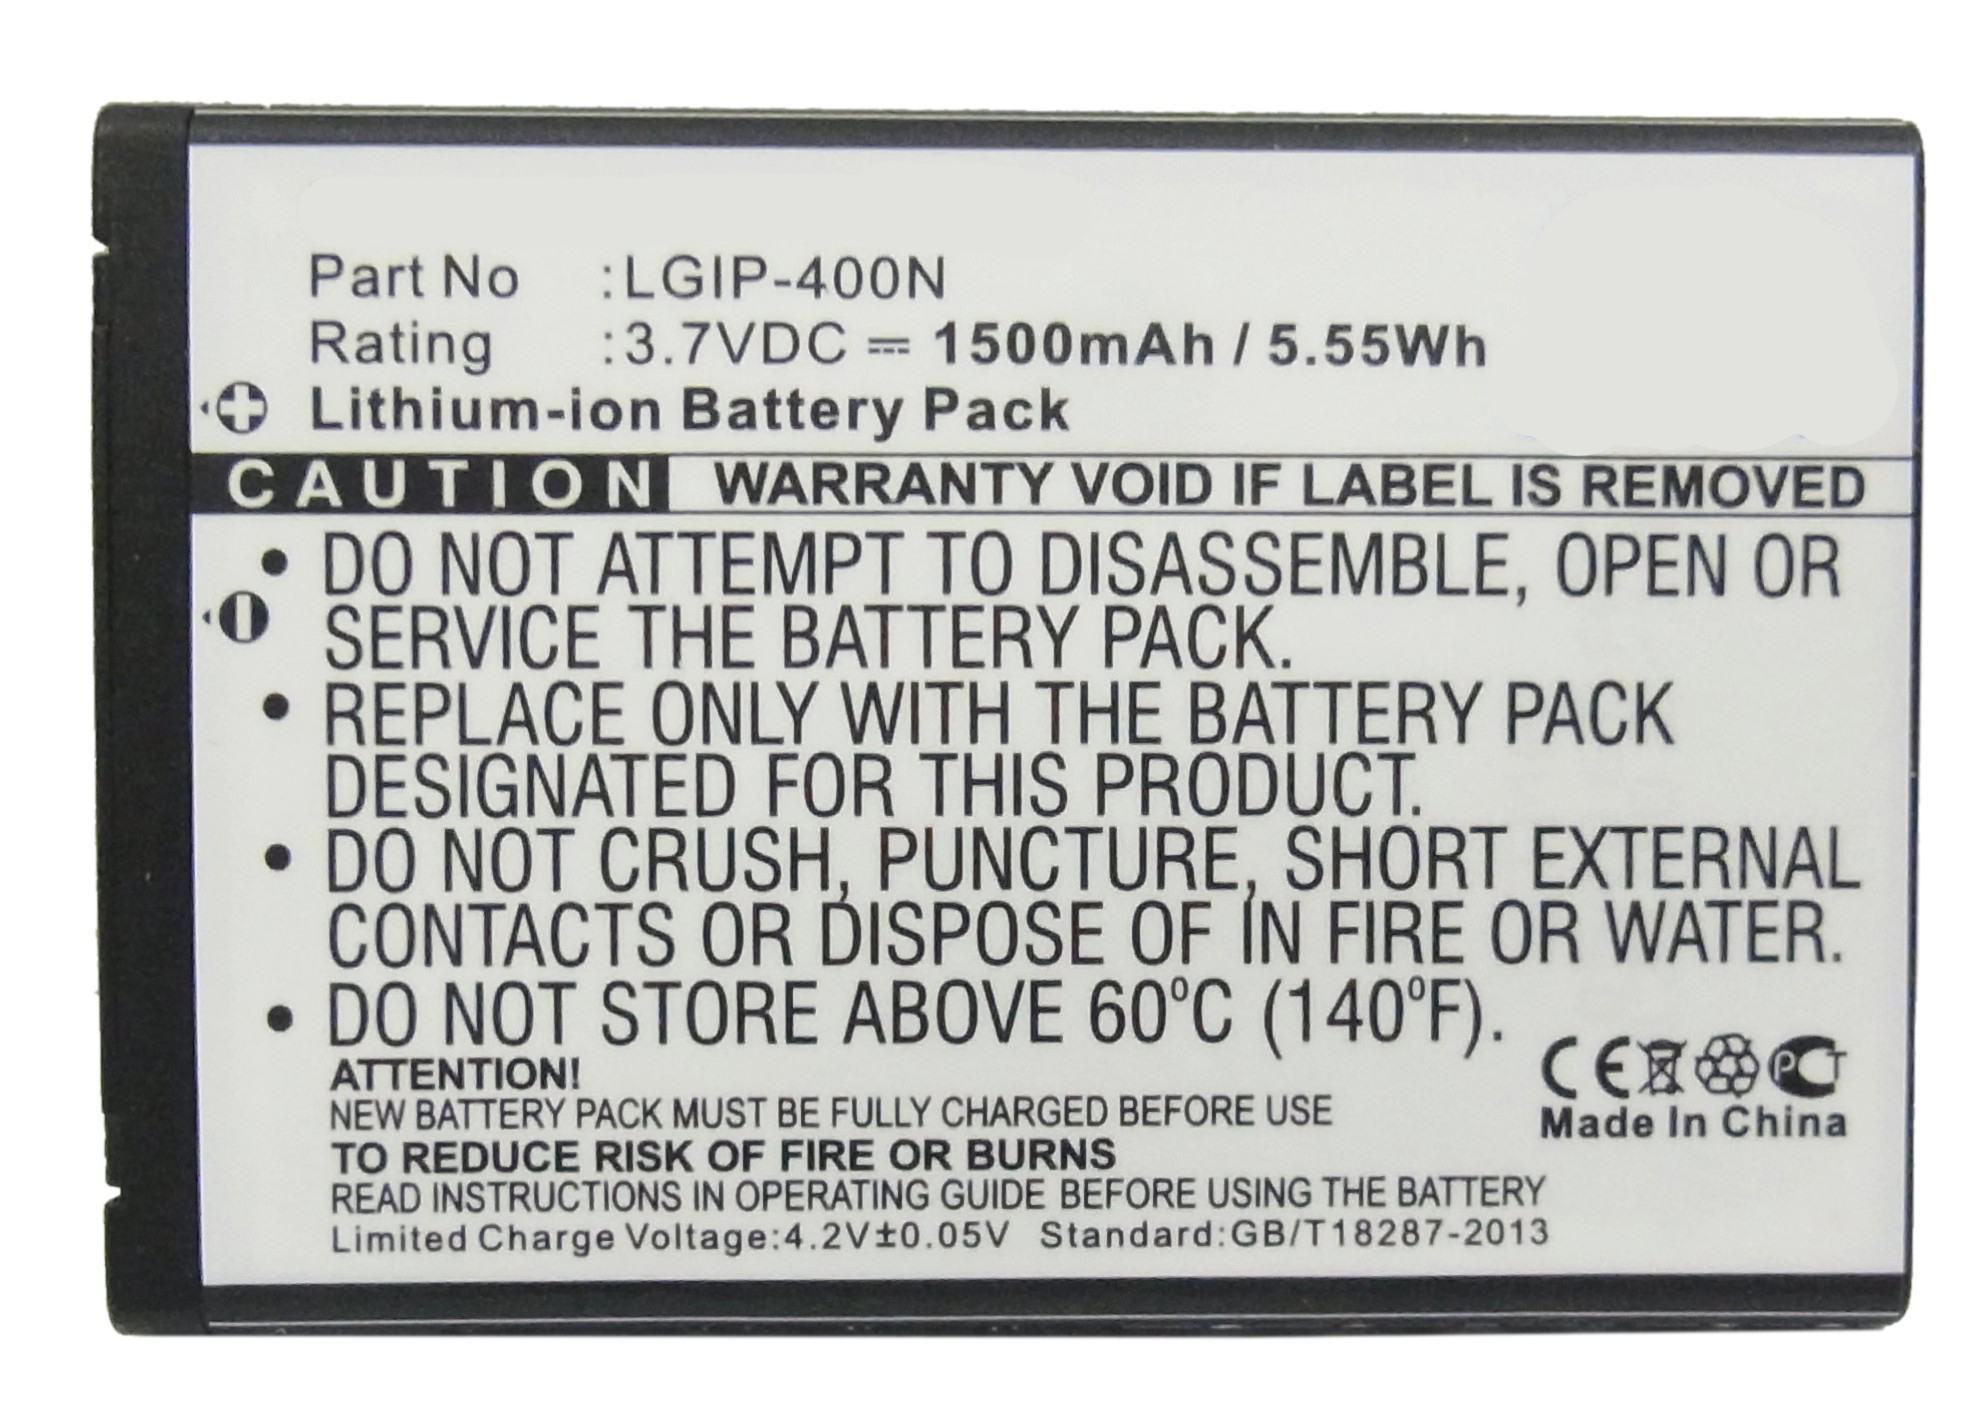 Part No :LGIP-400N
Rating :3.7VDC ⎓ 1500mAh / 5.55Wh
Lithium-ion Battery Pack
CAUTION WARRANTY VOID IF LABEL IS REMOVED
• DO NOT ATTEMPT TO DISASSEMBLE, OPEN OR
SERVICE THE BATTERY PACK.
• REPLACE ONLY WITH THE BATTERY PACK
DESIGNATED FOR THIS PRODUCT.
• DO NOT CRUSH, PUNCTURE, SHORT EXTERNAL
CONTACTS OR DISPOSE OF IN FIRE OR WATER.
• DO NOT STORE ABOVE 60°C (140°F).
ATTENTION!
NEW BATTERY PACK MUST BE FULLY CHARGED BEFORE USE
TO REDUCE RISK OF FIRE OR BURNS
READ INSTRUCTIONS IN OPERATING GUIDE BEFORE USING THE BATTERY
Limited Charge Voltage:4.2V±0.05V Standard:GB/T18287-2013
CE PCT
Made In China